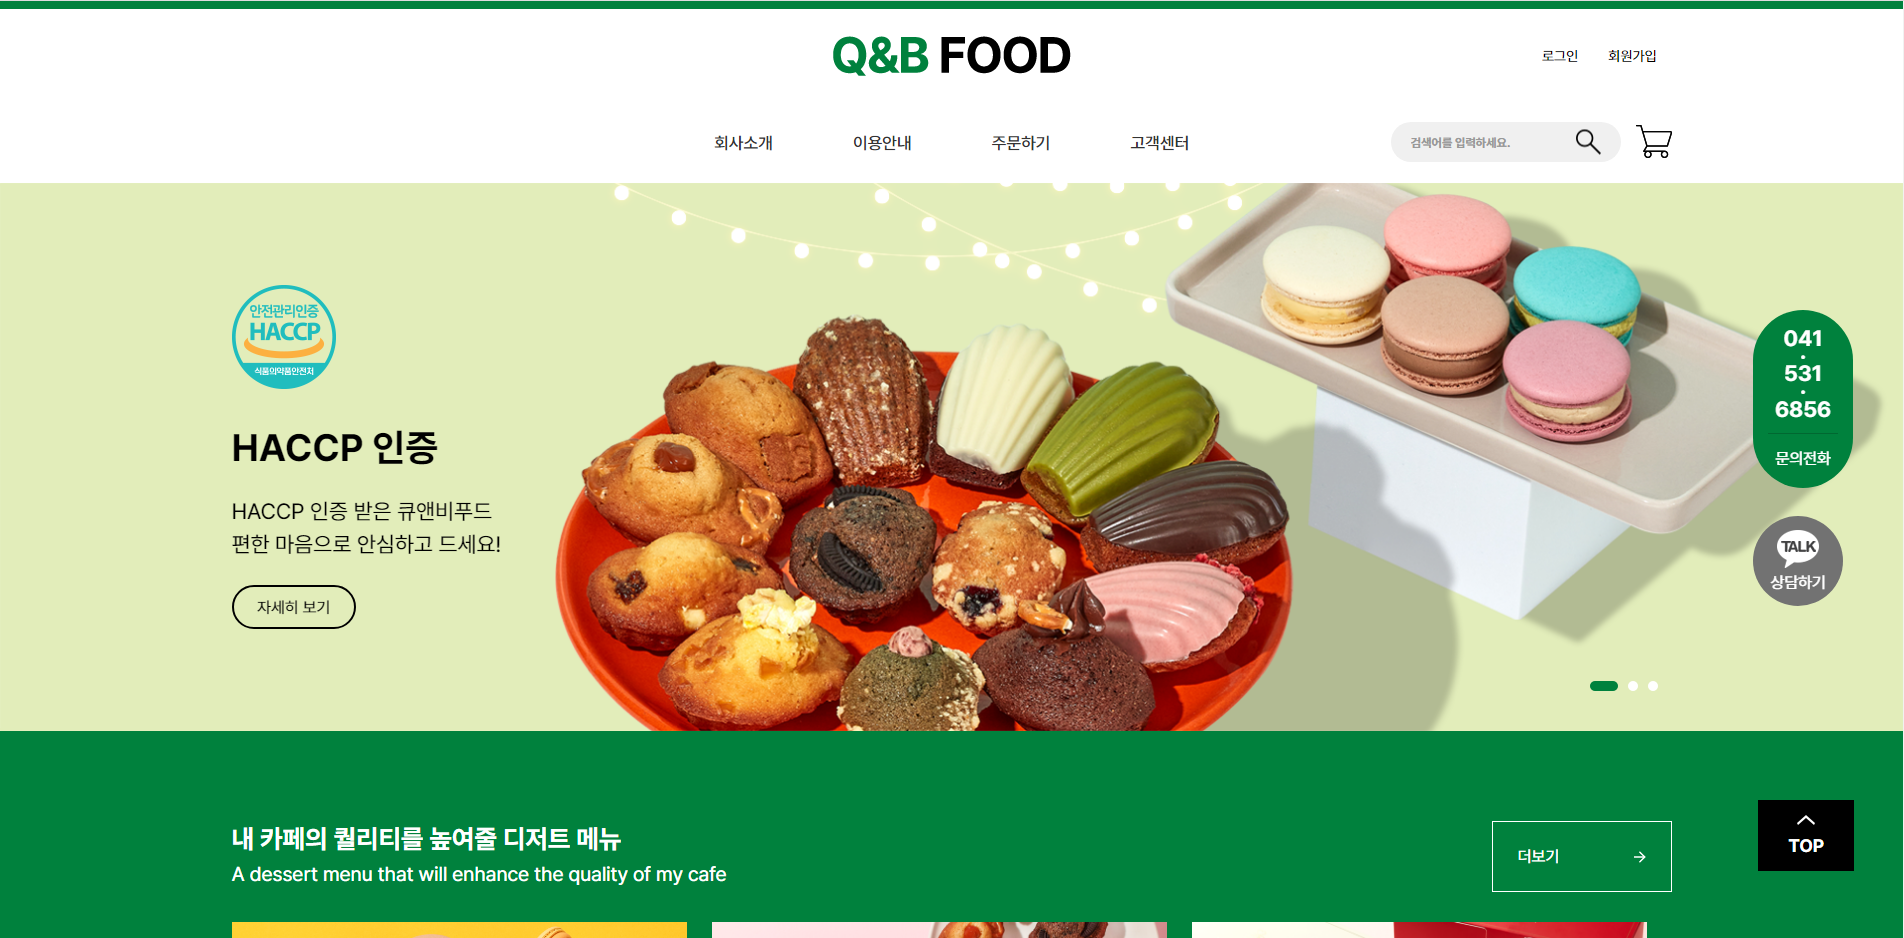 Q&B FOOD
로그인 회원가입
회사소개 이용안내 주문하기 고객센터
검색어를 입력하세요.
안전관리인증
HACCP
식품의약품안전처
HACCP 인증
HACCP 인증 받은 큐앤비푸드
편한 마음으로 안심하고 드세요!
자세히 보기
041
531
6856
문의전화
TALK
상담하기
내 카페의 퀄리티를 높여줄 디저트 메뉴
A dessert menu that will enhance the quality of my cafe
더보기
TOP